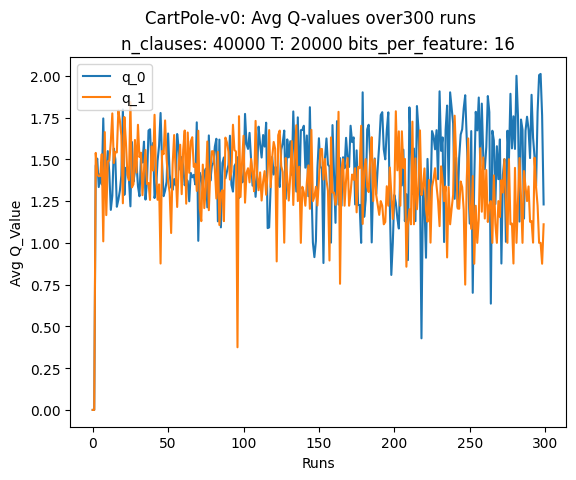 CartPole-v0: Avg Q-values over300 runs
n_clauses: 40000 T: 20000 bits_per_feature: 16
q_0
q_1
2.00
1.75
1.50
1.25
1.00
0.75
0.50
0.25
0.00
Avg Q_Value
0
50
100
150
200
250
300
Runs